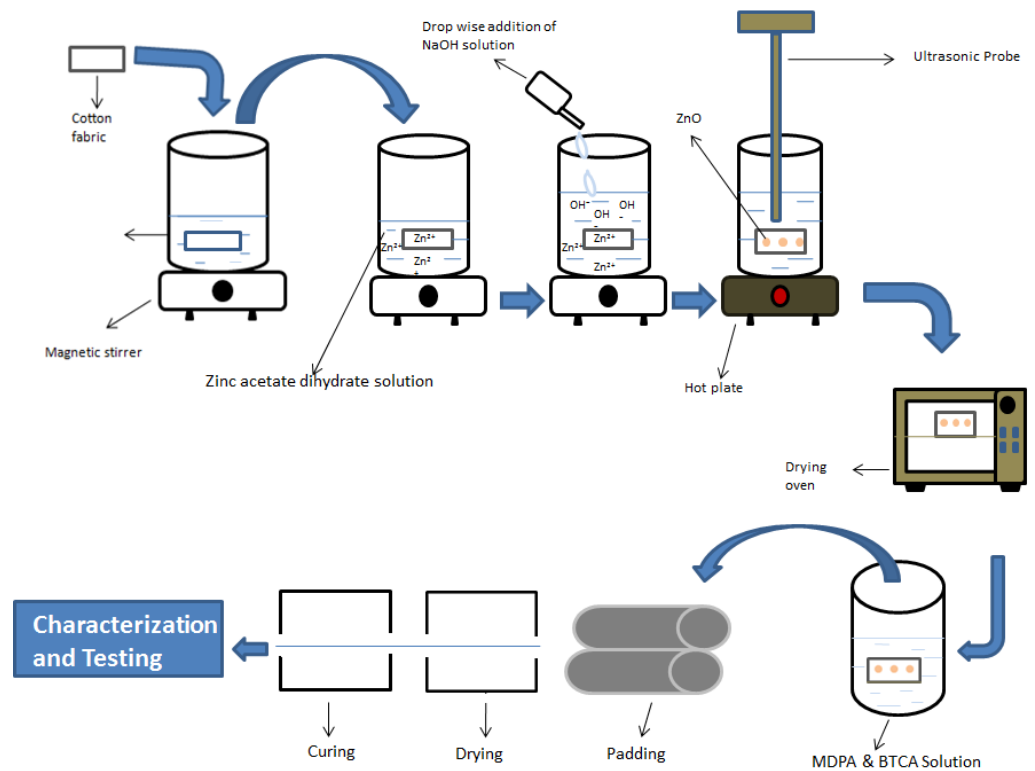 Drop wise addition of
NaOH solution
Ultrasonic Probe
ZnO
Cotton
fabric
OH⁻
OH
OH
-
-
Zn²⁺
Zn²⁺
Zn²
+
Zn²⁺
Zn²⁺
Zn²⁺
Magnetic stirrer
Zinc acetate dihydrate solution
Hot plate
Drying
oven
Characterization
and Testing
Curing
Drying
Padding
MDPA & BTCA Solution